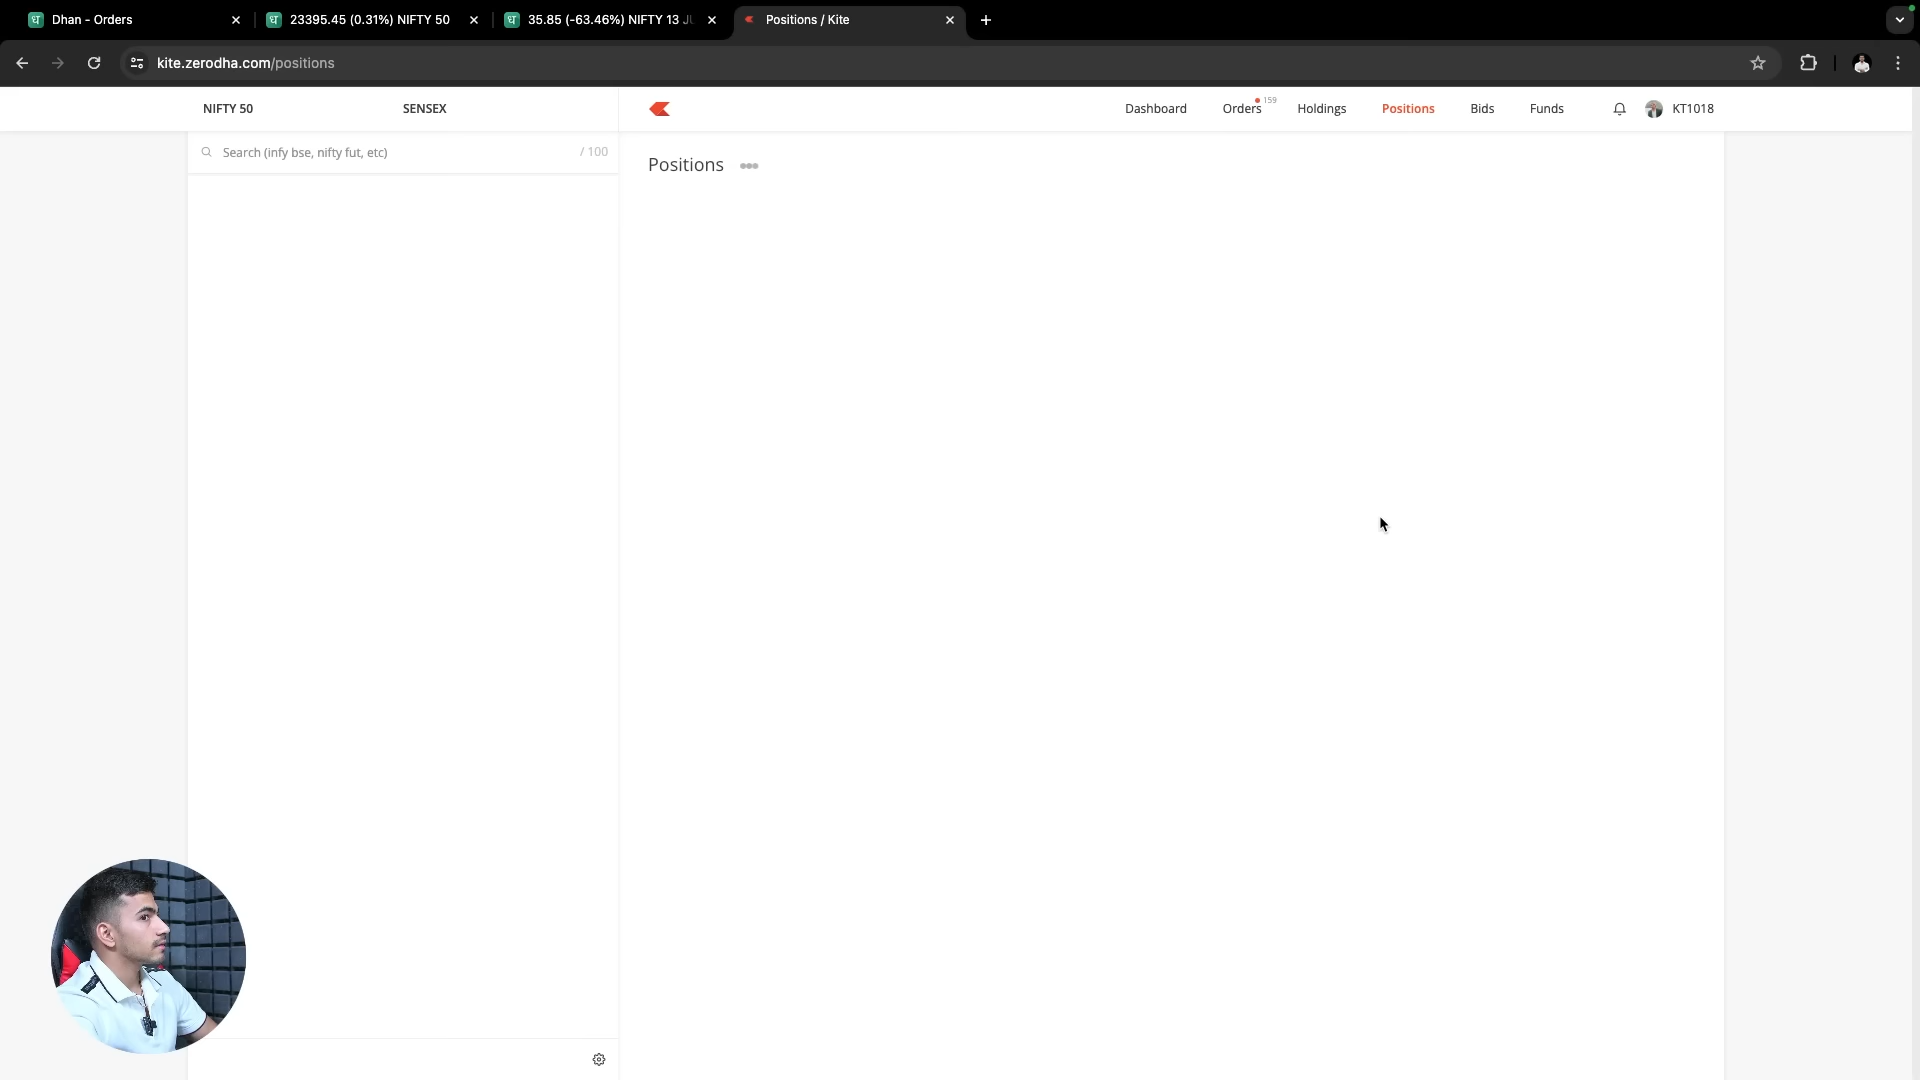 Dhan - Orders
23395.45 (0.31%) NIFTY 50
35.85 (-63.46%) NIFTY 13 JU
Positions / Kite
kite.zerodha.com/positions
NIFTY 50
SENSEX
Dashboard
Orders
159
Holdings
Positions
Bids
Funds
KT1018
Search (infy bse, nifty fut, etc)
/ 100
Positions